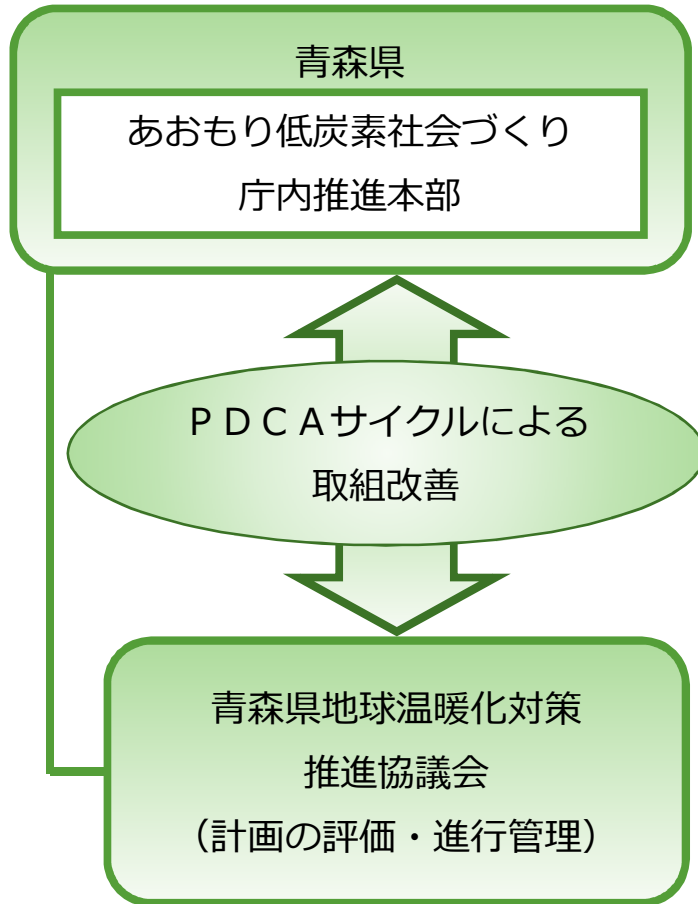 青森県
あおもり低炭素社会づくり
庁内推進本部
ＰＤＣＡサイクルによる
取組改善
青森県地球温暖化対策
推進協議会
（計画の評価・進行管理）